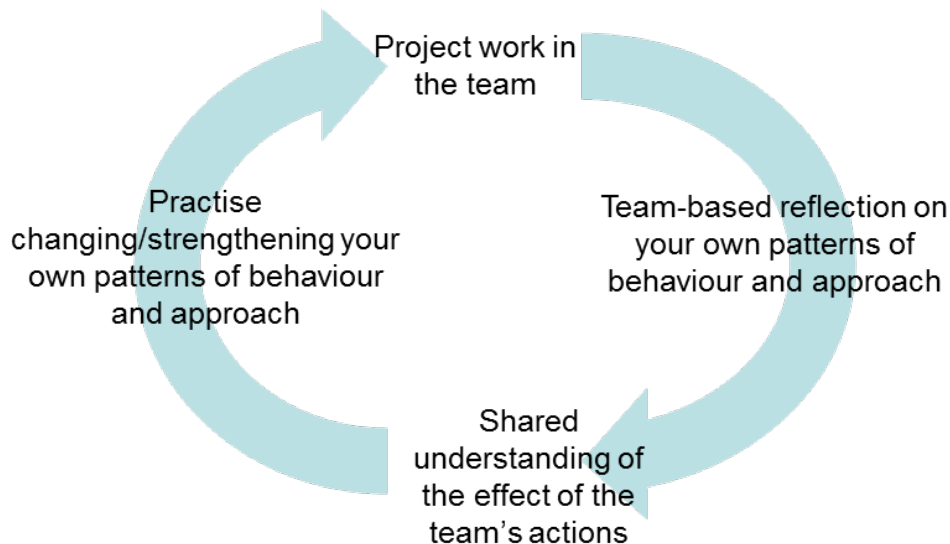 Project work in
the team
Team-based reflection on
your own patterns of
behaviour and approach
Shared
understanding of
the effect of the
team’s actions
Practise
changing/strengthening your
own patterns of behaviour
and approach